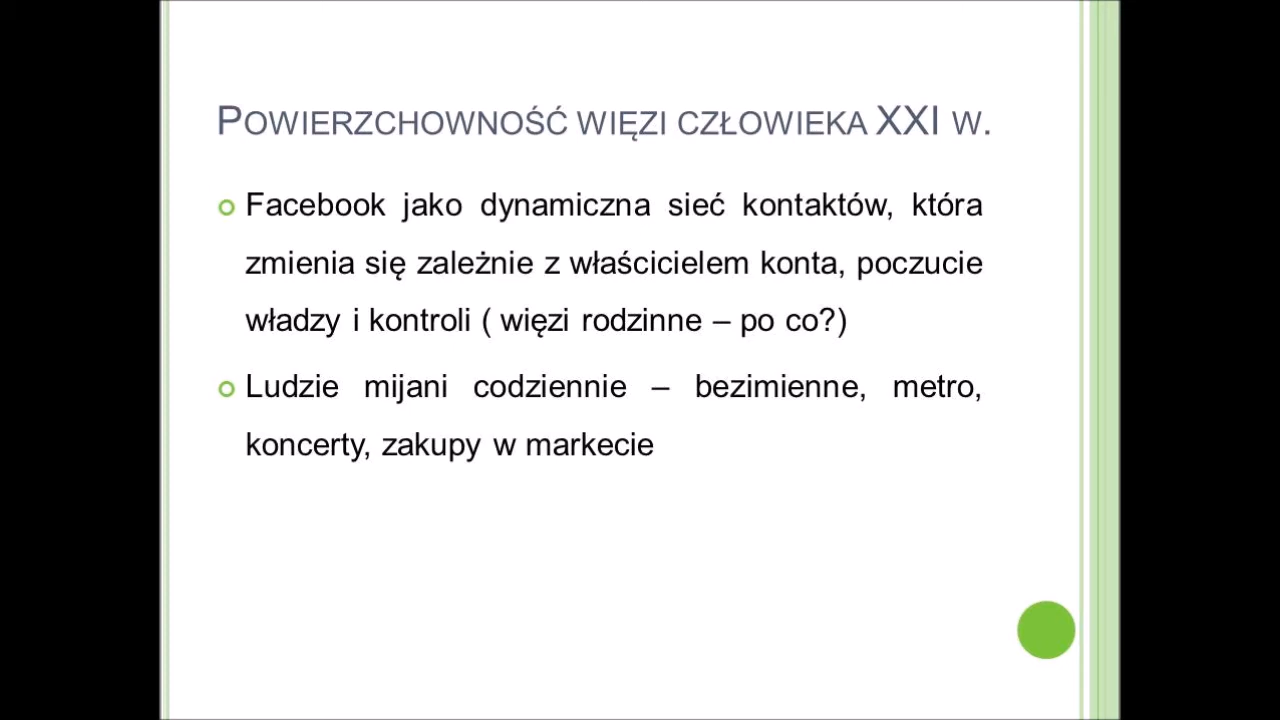 POWIERZCHOWNOŚĆ WIĘZI CZŁOWIEKA XXI W.
Facebook jako dynamiczna sieć kontaktów, która
zmienia się zależnie z właścicielem konta, poczucie
władzy i kontroli ( więzi rodzinne – po co?)
Ludzie mijani codziennie – bezimienne, metro,
koncerty, zakupy w markecie